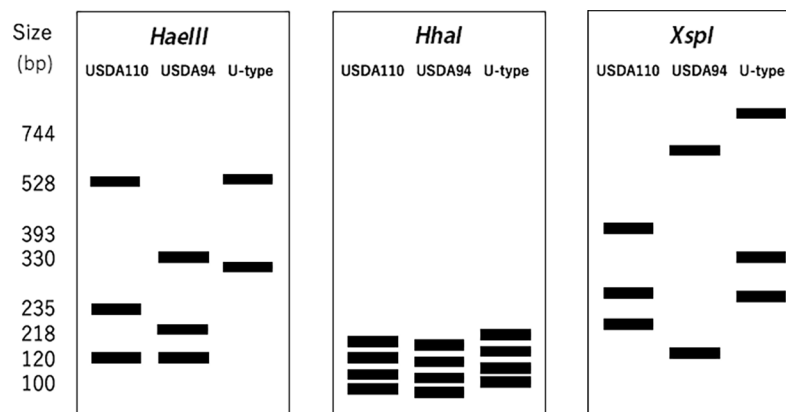 Size
(bp)
744
528
393
330
235
218
120
100
HaeIII
USDA110 USDA94 U-type
HhaI
USDA110 USDA94 U-type
XspI
USDA110 USDA94 U-type